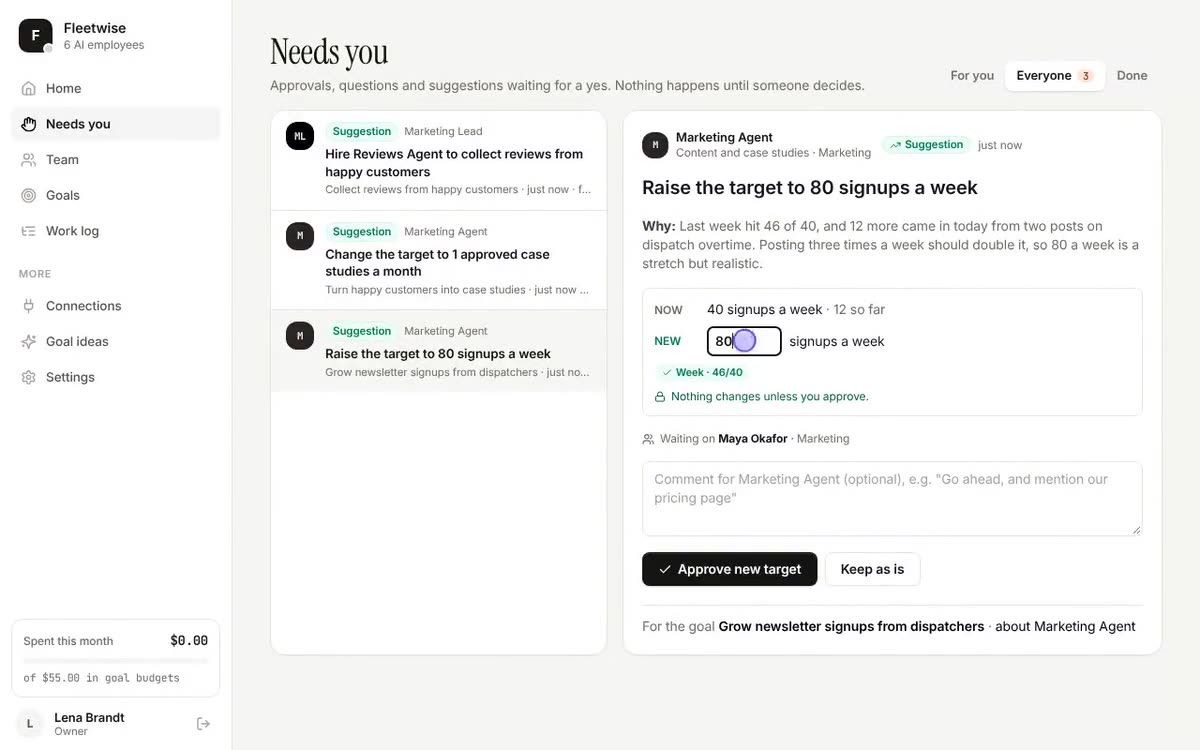 F
Fleetwise
6 AI employees
Home
Needs you
Team
Goals
Work log
MORE
Connections
Goal ideas
Settings
Spent this month $0.00
of $55.00 in goal budgets
L
Lena Brandt
Owner
Needs you
Approvals, questions and suggestions waiting for a yes. Nothing happens until someone decides.
For you Everyone 3 Done
ML
Suggestion Marketing Lead
Hire Reviews Agent to collect reviews from
happy customers
Collect reviews from happy customers · just now · f...
M
Suggestion Marketing Agent
Change the target to 1 approved case
studies a month
Turn happy customers into case studies · just now ...
M
Suggestion Marketing Agent
Raise the target to 80 signups a week
Grow newsletter signups from dispatchers · just no...
M
Marketing Agent
Content and case studies · Marketing
Suggestion just now
Raise the target to 80 signups a week
Why: Last week hit 46 of 40, and 12 more came in today from two posts on
dispatch overtime. Posting three times a week should double it, so 80 a week is a
stretch but realistic.
NOW 40 signups a week · 12 so far
NEW 80 signups a week
Week · 46/40
Nothing changes unless you approve.
Waiting on Maya Okafor · Marketing
Comment for Marketing Agent (optional), e.g. "Go ahead, and mention our
pricing page"
Approve new target
Keep as is
For the goal Grow newsletter signups from dispatchers · about Marketing Agent